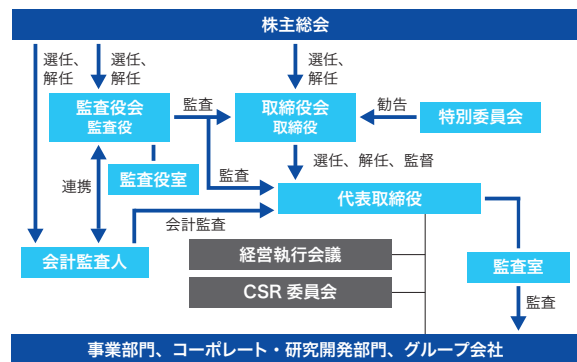 株主総会
選任、
解任
選任、
解任
選任、
解任
監査役会
監査役
監査
取締役会
取締役
勧告
特別委員会
連携
監査役室
監査
選任、解任、監督
代表取締役
会計監査
会計監査人
経営執行会議
監査室
CSR 委員会
監査
事業部門、コーポレート・研究開発部門、グループ会社